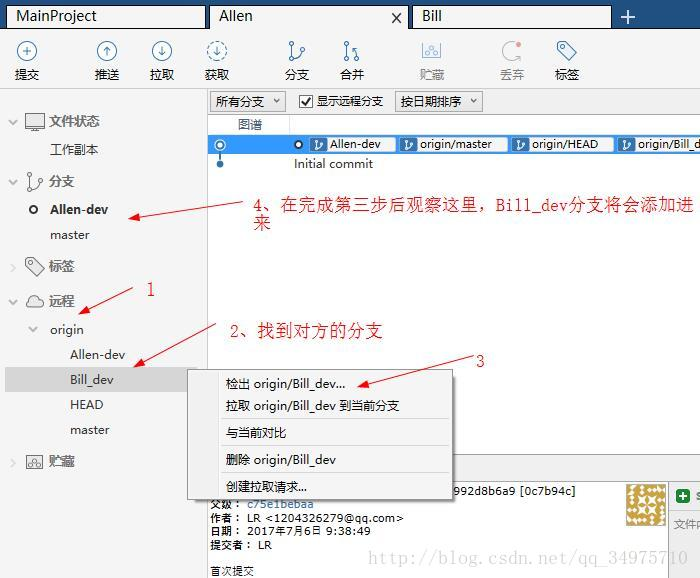 MainProject
Allen
Bill
提交
推送
拉取
获取
分支
合并
贮藏
丢弃
标签
所有分支
显示远程分支
按日期排序
图谱
Allen-dev
origin/master
origin/HEAD
origin/Bill_d
Initial commit
文件状态
工作副本
分支
Allen-dev
master
标签
远程
origin
Allen-dev
Bill_dev
HEAD
master
贮藏
4、在完成第三步后观察这里，Bill_dev分支将会添加进
来
1
2、找到对方的分支
3
检出 origin/Bill_dev...
拉取 origin/Bill_dev 到当前分支
与当前对比
删除 origin/Bill_dev
创建拉取请求...
992d8b6a9 [0c7b94c]
父级： c75e1bebaa
作者： LR <1204326279@qq.com>
日期： 2017年7月6日 9:38:49
提交者： LR
首次提交
文件内
http://blog.csdn.net/qq_34975710